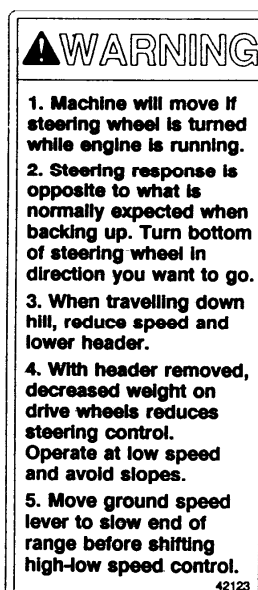 WARNING
1. Machine will move if
steering wheel is turned
while engine is running.
2. Steering response is
opposite to what is
normally expected when
backing up. Turn bottom
of steering wheel in
direction you want to go.
3. When travelling down
hill, reduce speed and
lower header.
4. With header removed,
decreased weight on
drive wheels reduces
steering control.
Operate at low speed
and avoid slopes.
5. Move ground speed
lever to slow end of
range before shifting
high-low speed control.
42123